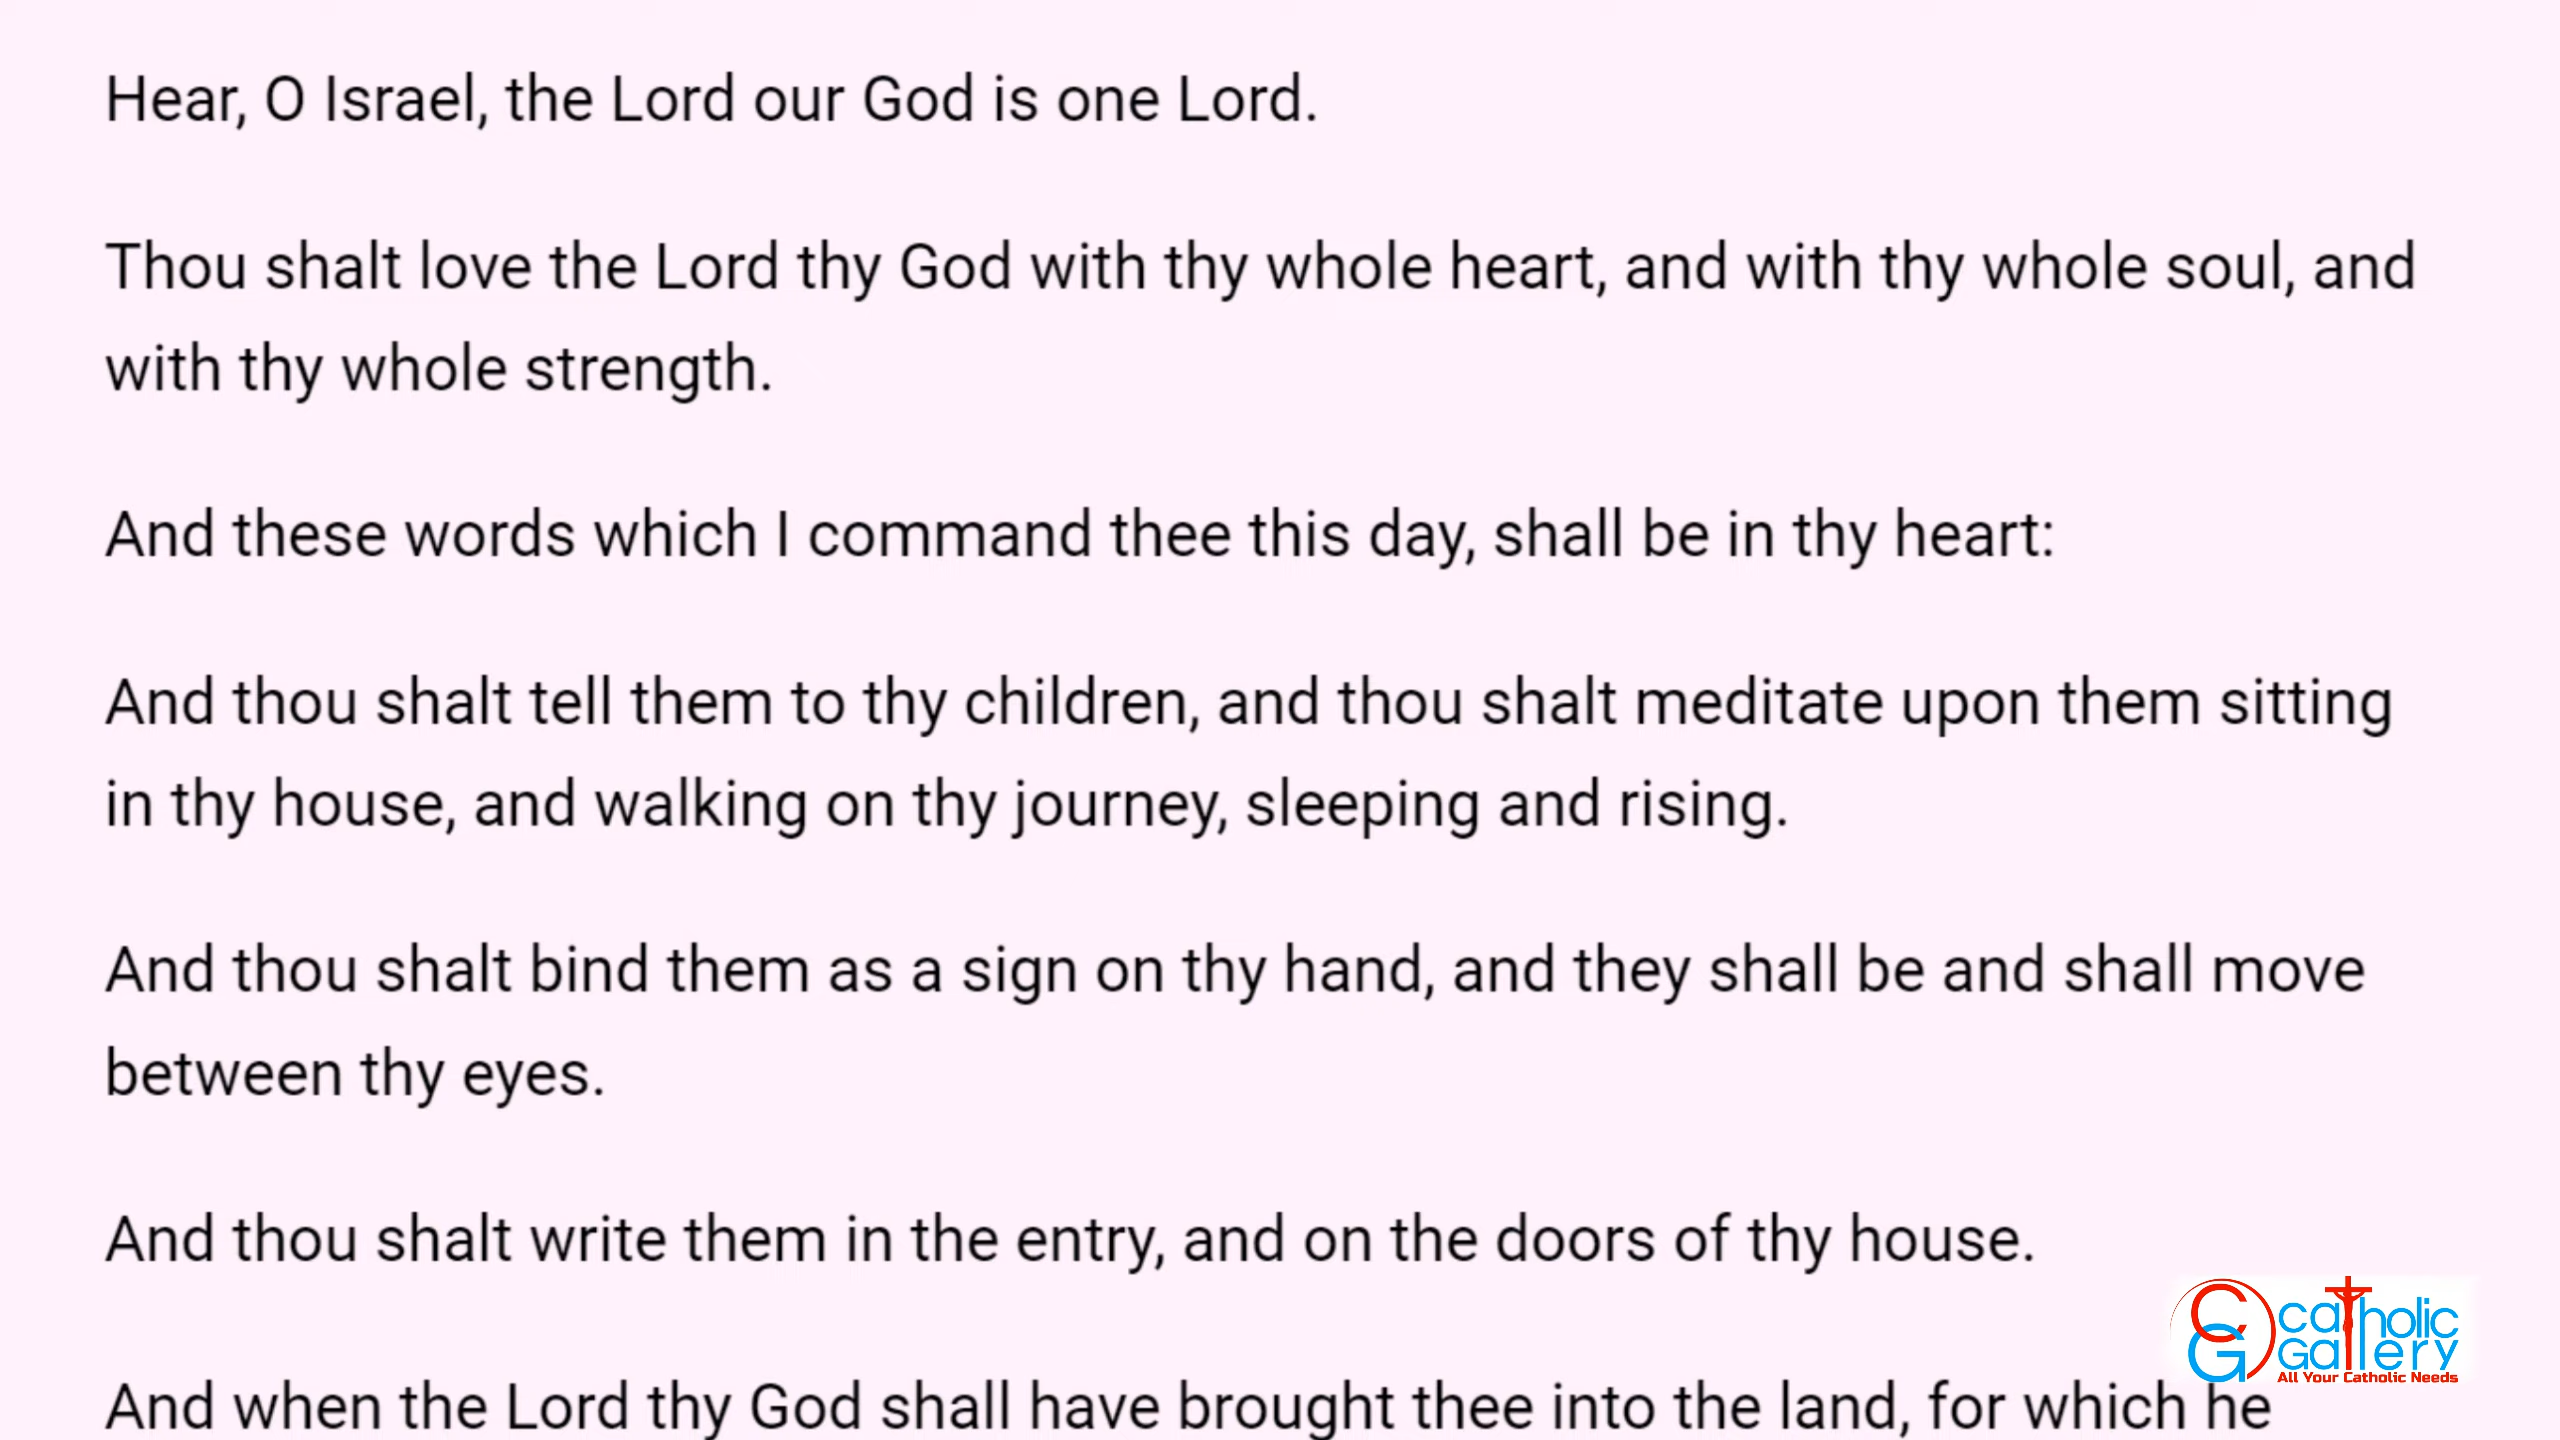 Hear, O Israel, the Lord our God is one Lord.
Thou shalt love the Lord thy God with thy whole heart, and with thy whole soul, and
with thy whole strength.
And these words which I command thee this day, shall be in thy heart:
And thou shalt tell them to thy children, and thou shalt meditate upon them sitting
in thy house, and walking on thy journey, sleeping and rising.
And thou shalt bind them as a sign on thy hand, and they shall be and shall move
between thy eyes.
And thou shalt write them in the entry, and on the doors of thy house.
And when the Lord thy God shall have brought thee into the land, for which he
CG
catholic
Gallery
All Your Catholic Needs